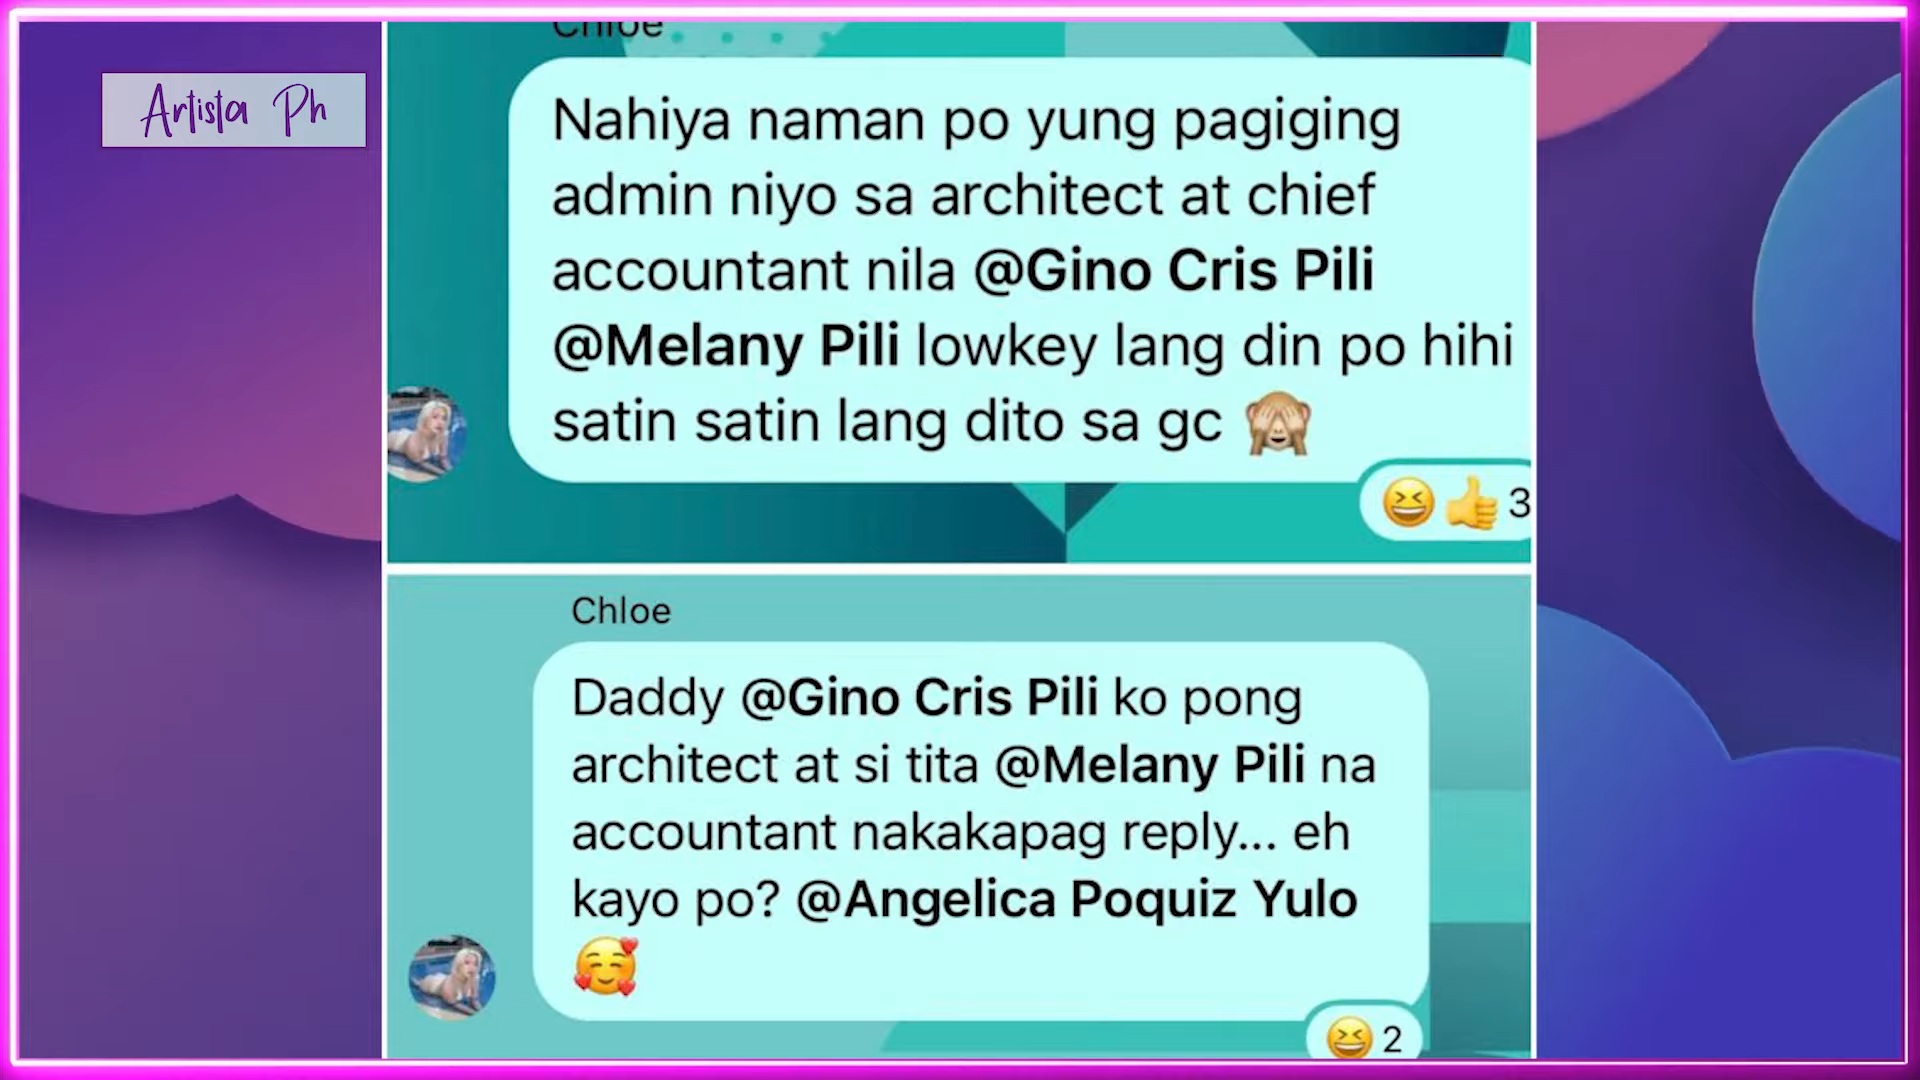 Artista Ph
Chloe
Nahiya naman po yung pagiging
admin niyo sa architect at chief
accountant nila @Gino Cris Pili
@Melany Pili lowkey lang din po hihi
satin satin lang dito sa gc 🙈
😆👍 3
Chloe
Daddy @Gino Cris Pili ko pong
architect at si tita @Melany Pili na
accountant nakakapag reply... eh
kayo po? @Angelica Poquiz Yulo
🥰
😆 2